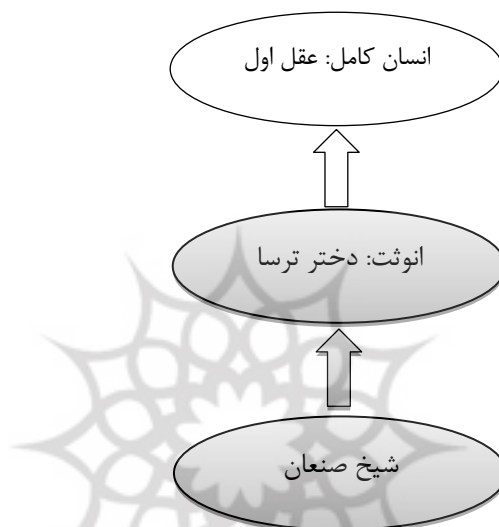 انسان کامل: عقل اول
انوثت: دختر ترسا
شیخ صنعان